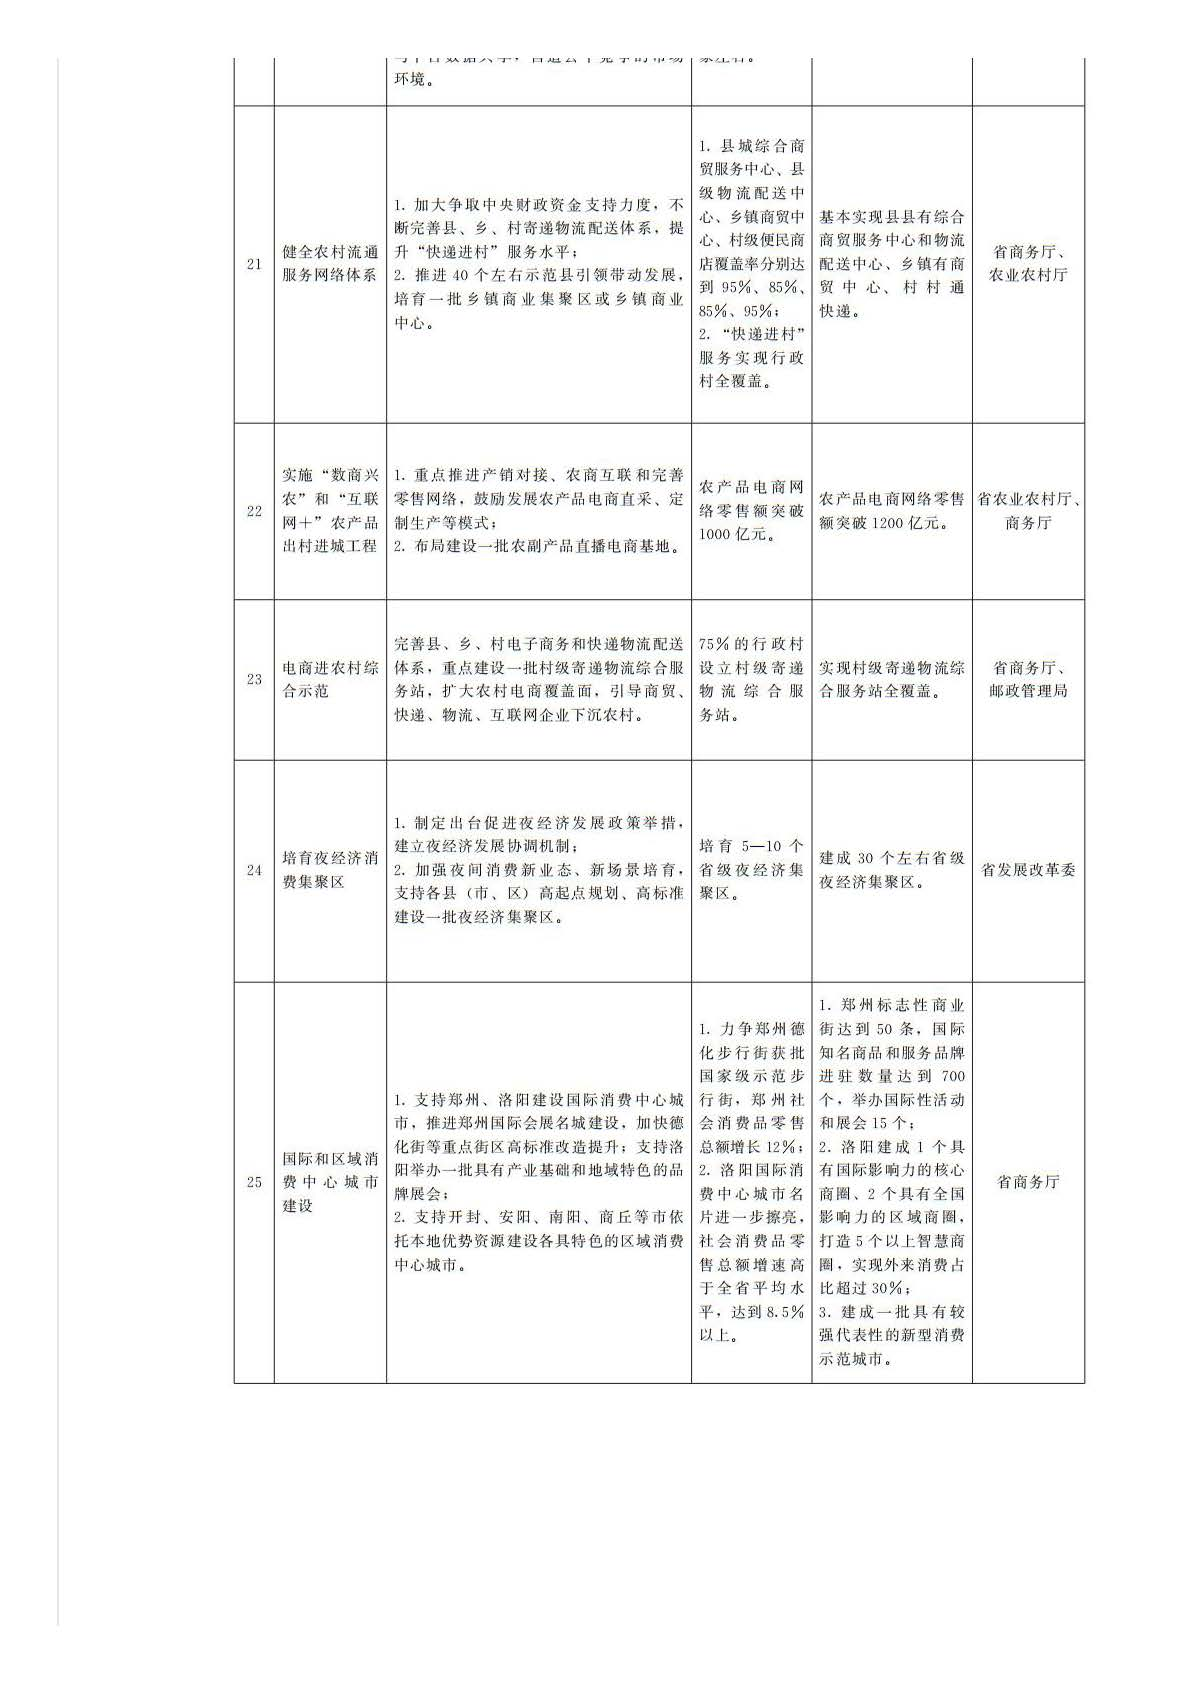 环境。
21
健全农村流通
服务网络体系
1. 加大争取中央财政资金支持力度，不
断完善县、乡、村寄递物流配送体系，提
升“快递进村”服务水平；
2. 推进 40 个左右示范县引领带动发展，
培育一批乡镇商业集聚区或乡镇商业
中心。
1. 县城综合商
贸服务中心、县
级物流配送中
心、乡镇商贸中
心、村级便民商
店覆盖率分别达
到 95%、85%、
85%、95%；
2. “快递进村”
服务实现行政
村全覆盖。
基本实现县县有综合
商贸服务中心和物流
配送中心、乡镇有商
贸中心、村村通
快递。
省商务厅、
农业农村厅
22
实施“数商兴
农”和“互联
网＋”农产品
出村进城工程
1. 重点推进产销对接、农商互联和完善
零售网络，鼓励发展农产品电商直采、定
制生产等模式；
2. 布局建设一批农副产品直播电商基地。
农产品电商网
络零售额突破
1000 亿元。
农产品电商网络零售
额突破 1200 亿元。
省农业农村厅、
商务厅
23
电商进农村综
合示范
完善县、乡、村电子商务和快递物流配送
体系，重点建设一批村级寄递物流综合服
务站，扩大农村电商覆盖面，引导商贸、
快递、物流、互联网企业下沉农村。
75%的行政村
设立村级寄递
物流综合服
务站。
实现村级寄递物流综
合服务站全覆盖。
省商务厅、
邮政管理局
24
培育夜经济消
费集聚区
1. 制定出台促进夜经济发展政策举措，
建立夜经济发展协调机制；
2. 加强夜间消费新业态、新场景培育，
支持各县（市、区）高起点规划、高标准
建设一批夜经济集聚区。
培育 5—10 个
省级夜经济集
聚区。
建成 30 个左右省级
夜经济集聚区。
省发展改革委
25
国际和区域消
费中心城市
建设
1. 支持郑州、洛阳建设国际消费中心城
市，推进郑州国际会展名城建设，加快德
化街等重点街区高标准改造提升；支持洛
阳举办一批具有产业基础和地域特色的品
牌展会；
2. 支持开封、安阳、南阳、商丘等市依
托本地优势资源建设各具特色的区域消费
中心城市。
1. 力争郑州德
化步行街获批
国家级示范步
行街，郑州社
会消费品零售
总额增长 12%；
2. 洛阳国际消
费中心城市名
片进一步擦亮，
社会消费品零
售总额增速高
于全省平均水
平，达到 8.5%
以上。
1. 郑州标志性商业
街达到 50 条，国际
知名商品和服务品牌
进驻数量达到 700
个，举办国际性活动
和展会 15 个；
2. 洛阳建成 1 个具
有国际影响力的核心
商圈、2 个具有全国
影响力的区域商圈，
打造 5 个以上智慧商
圈，实现外来消费占
比超过 30%；
3. 建成一批具有较
强代表性的新型消费
示范城市。
省商务厅